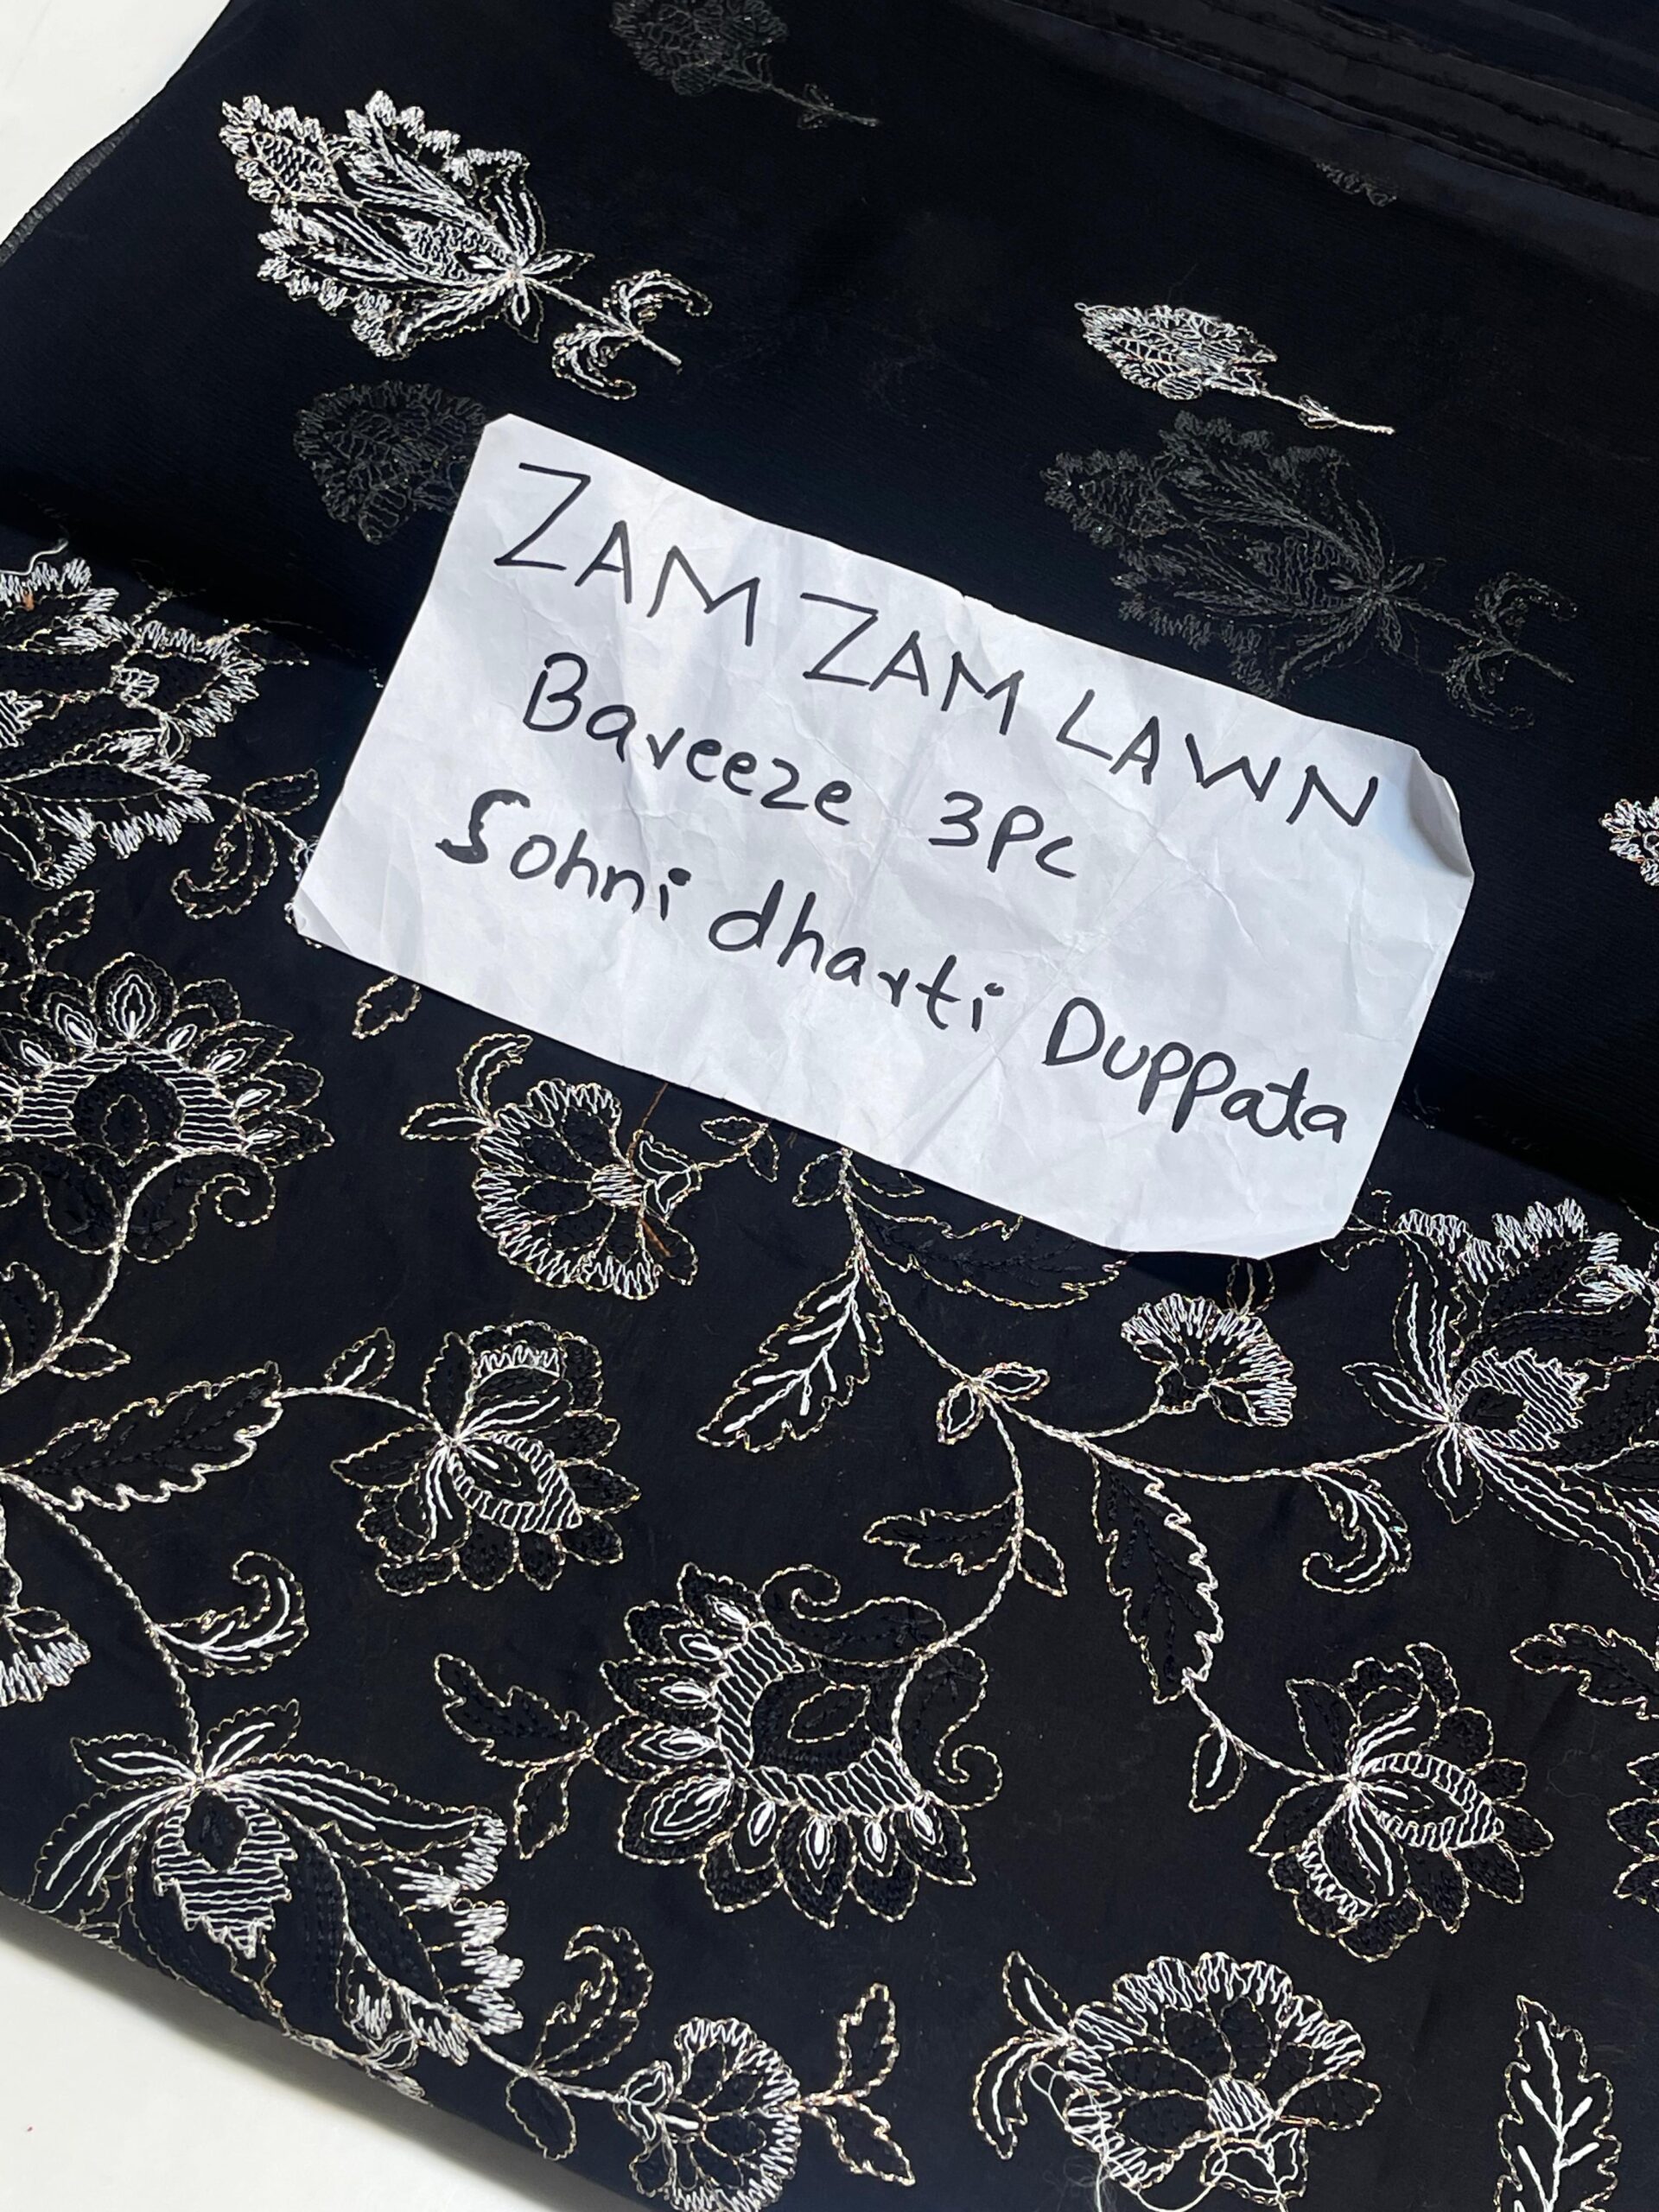 ZAM ZAM LAWN
Bareeze 3PC
Sohni dharti Duppata